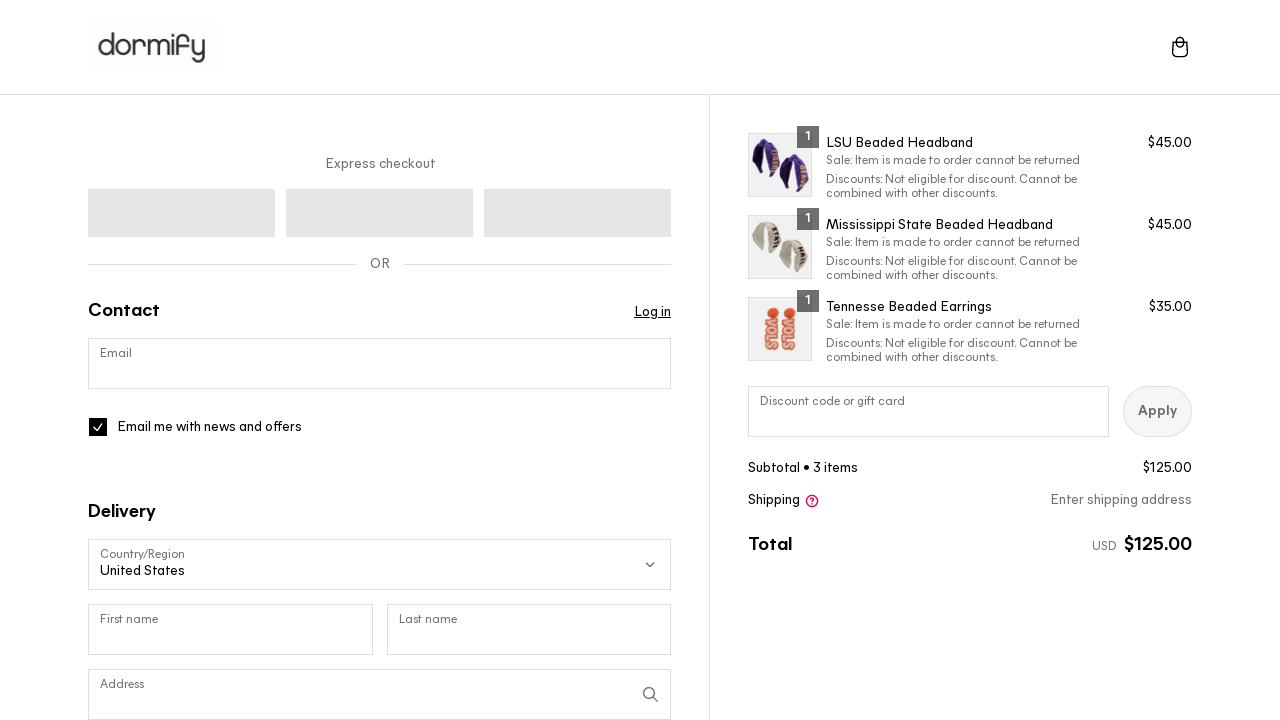 dormify
Express checkout
OR
Contact
Log in
Email
Email me with news and offers
Delivery
Country/Region
United States
First name
Last name
Address
1
LSU Beaded Headband
$45.00
Sale: Item is made to order cannot be returned
Discounts: Not eligible for discount. Cannot be
combined with other discounts.
1
Mississippi State Beaded Headband
$45.00
Sale: Item is made to order cannot be returned
Discounts: Not eligible for discount. Cannot be
combined with other discounts.
VOLS VOLS
1
Tennesse Beaded Earrings
$35.00
Sale: Item is made to order cannot be returned
Discounts: Not eligible for discount. Cannot be
combined with other discounts.
Discount code or gift card
Apply
Subtotal • 3 items
$125.00
Shipping
Enter shipping address
Total
USD $125.00